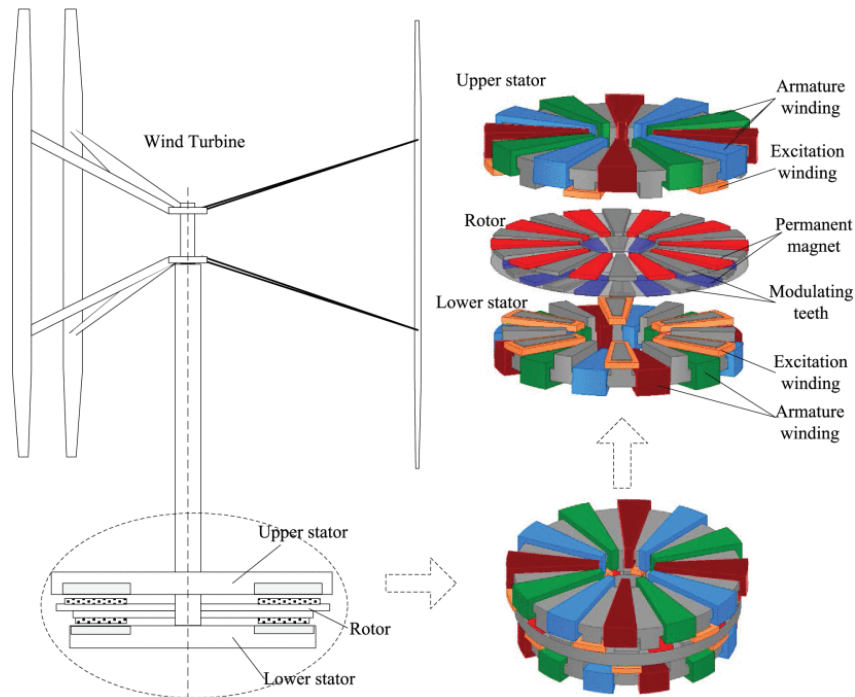 Wind Turbine
Upper stator
Armature
winding
Excitation
winding
Rotor
Permanent
magnet
Modulating
teeth
Lower stator
Excitation
winding
Armature
winding
Upper stator
Rotor
Lower stator